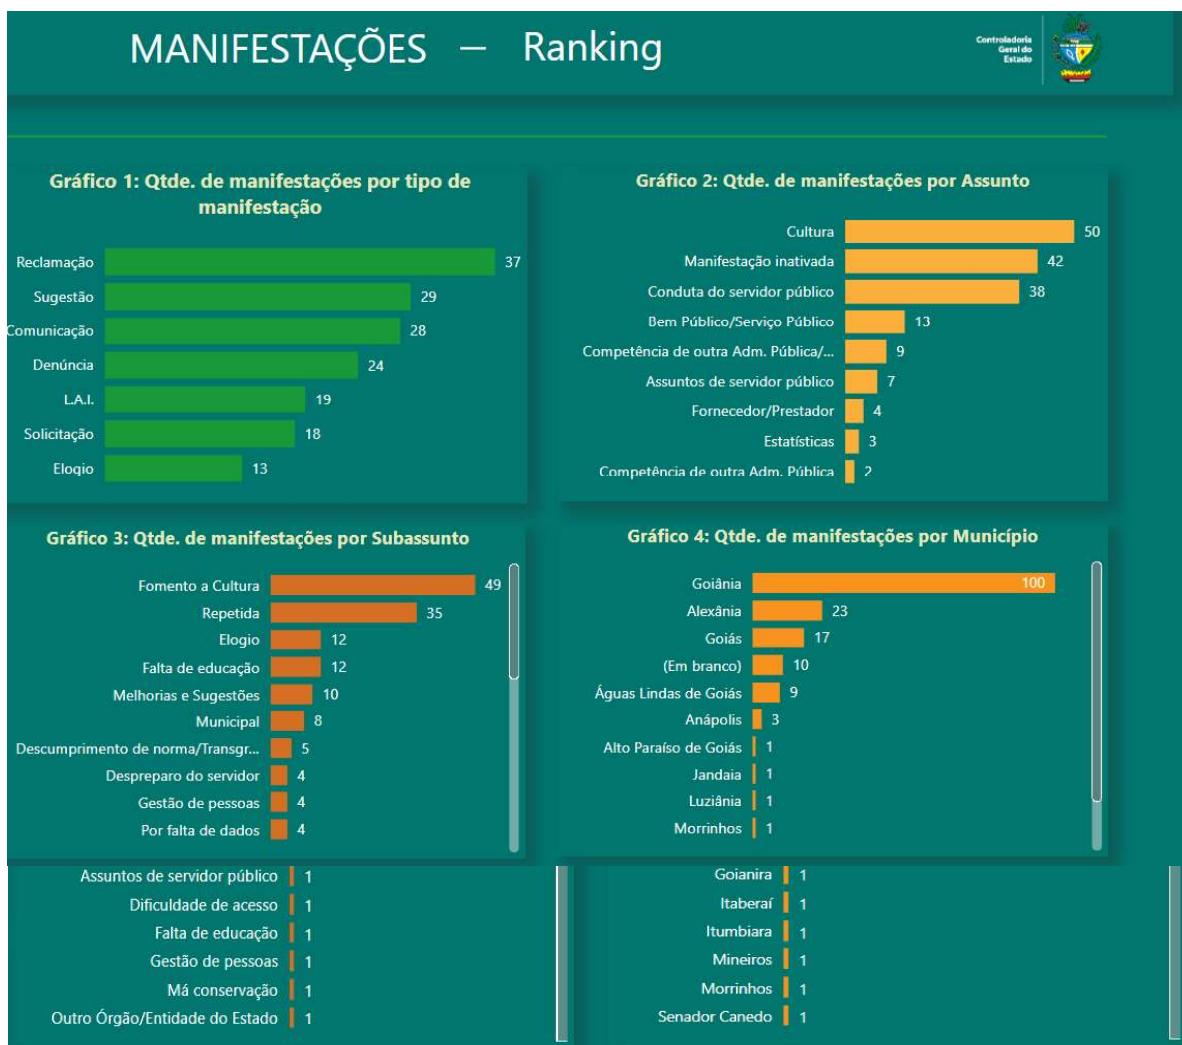 MANIFESTAÇÕES — Ranking
Controladoria
Geral do
Estado
Gráfico 1: Qtde. de manifestações por tipo de
manifestação
Reclamação 37
Sugestão 29
Comunicação 28
Denúncia 24
L.A.I. 19
Solicitação 18
Elogio 13
Gráfico 2: Qtde. de manifestações por Assunto
Cultura 50
Manifestação inativada 42
Conduta do servidor público 38
Bem Público/Serviço Público 13
Competência de outra Adm. Pública/... 9
Assuntos de servidor público 7
Fornecedor/Prestador 4
Estatísticas 3
Competência de outra Adm. Pública 2
Gráfico 3: Qtde. de manifestações por Subassunto
Fomento a Cultura 49
Repetida 35
Elogio 12
Falta de educação 12
Melhorias e Sugestões 10
Municipal 8
Descumprimento de norma/Transgr... 5
Despreparo do servidor 4
Gestão de pessoas 4
Por falta de dados 4
Gráfico 4: Qtde. de manifestações por Município
Goiânia 100
Alexânia 23
Goiás 17
(Em branco) 10
Águas Lindas de Goiás 9
Anápolis 3
Alto Paraíso de Goiás 1
Jandaia 1
Luziânia 1
Morrinhos 1
Assuntos de servidor público 1
Dificuldade de acesso 1
Falta de educação 1
Gestão de pessoas 1
Má conservação 1
Outro Órgão/Entidade do Estado 1
Goianira 1
Itaberaí 1
Itumbiara 1
Mineiros 1
Morrinhos 1
Senador Canedo 1